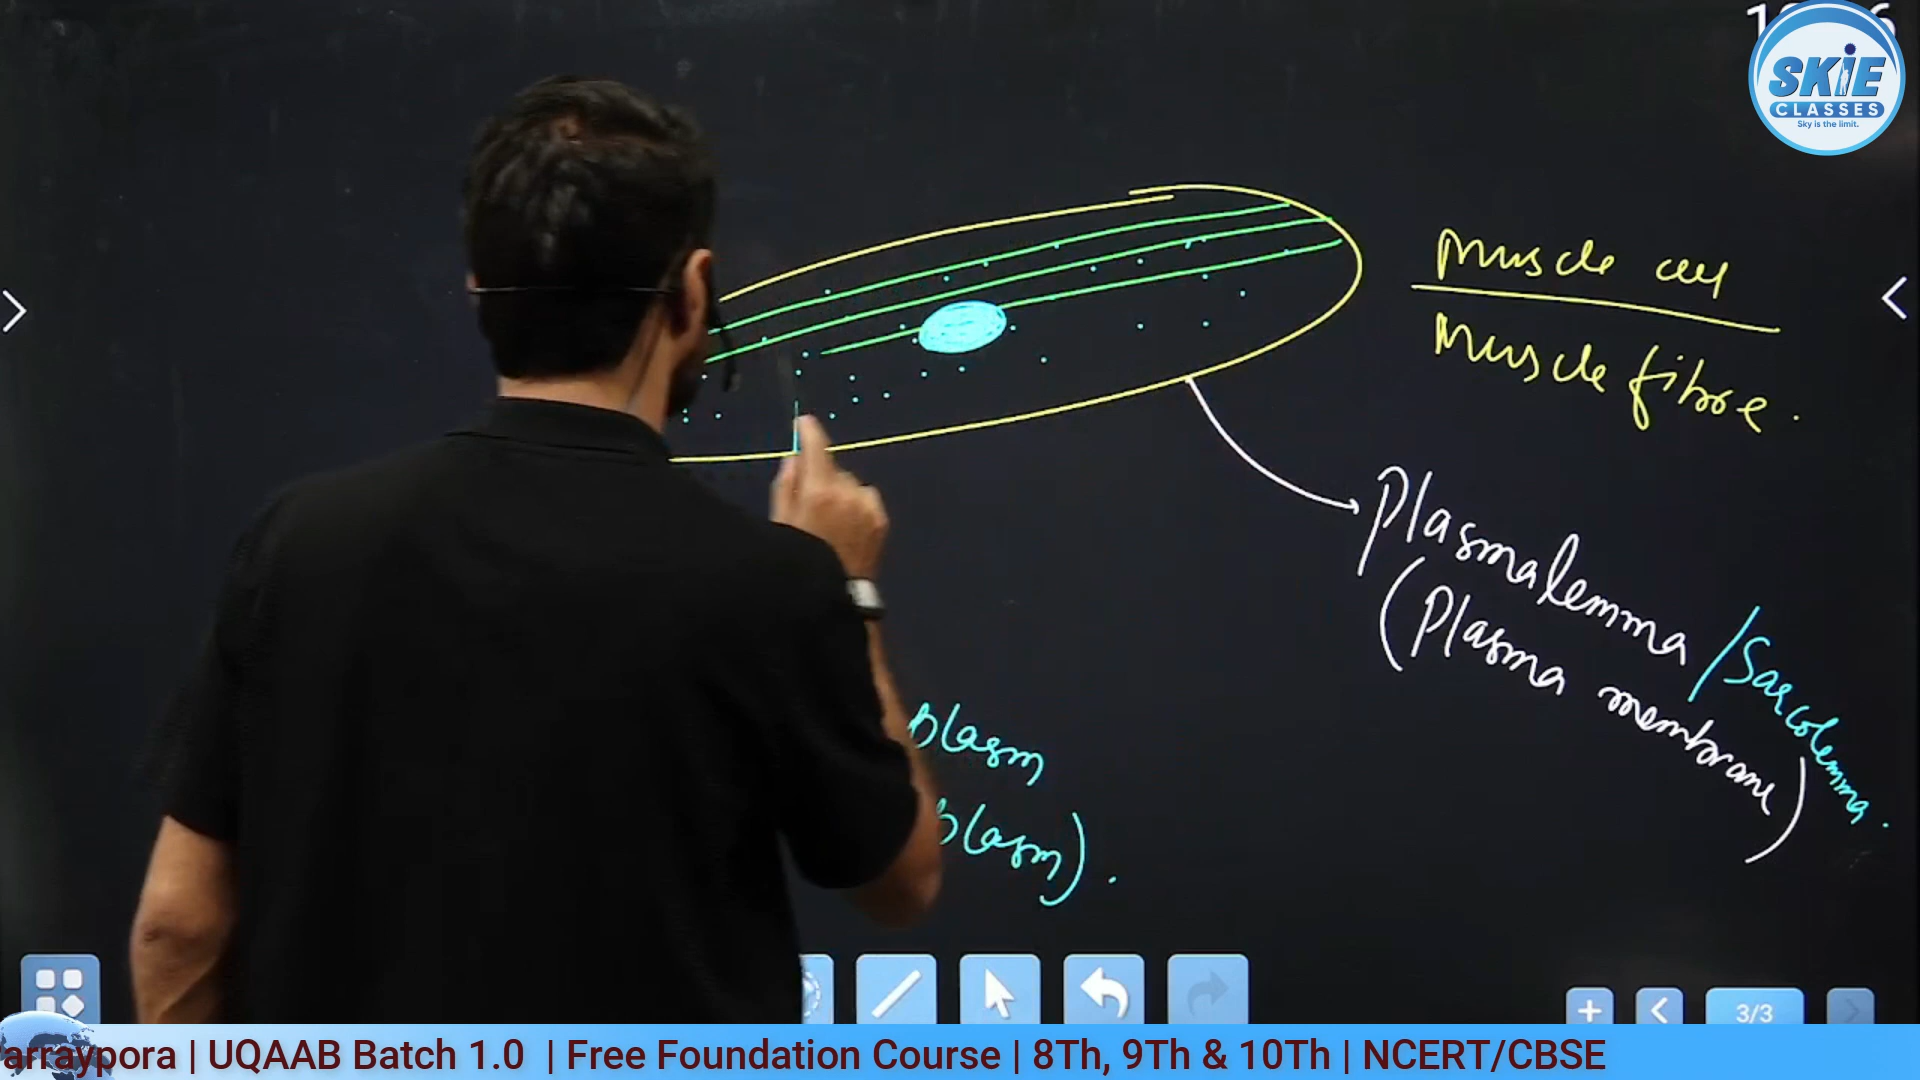 SKIE
CLASSES
Sky is the limit.
Muscle cell
Muscle fibre.
Plasmalemma / Sarcolemma.
(Plasma membrane)
plasm
plasm).
3/3
arraypora | UQAAB Batch 1.0 | Free Foundation Course | 8Th, 9Th & 10Th | NCERT/CBSE